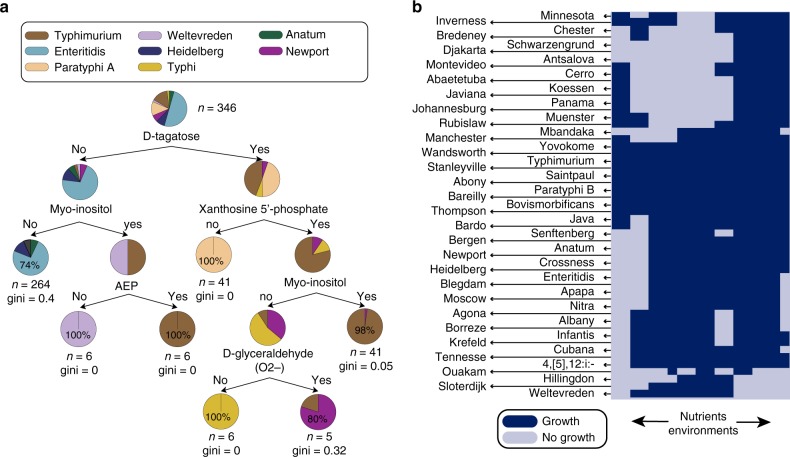 a
Typhimurium
Weltevreden
Anatum
Enteritidis
Heidelberg
Newport
Paratyphi A
Typhi
n = 346
D-tagatose
No
Yes
Myo-inositol
Xanthosine 5'-phosphate
No
yes
no
Yes
74%
100%
n = 264
gini = 0.4
AEP
n = 41
gini = 0
Myo-inositol
No
Yes
no
Yes
100%
100%
98%
n = 6
gini = 0
n = 6
gini = 0
D-glyceraldehyde
(O2–)
n = 41
gini = 0.05
No
Yes
100%
80%
n = 6
gini = 0
n = 5
gini = 0.32
b
Minnesota
Inverness
Chester
Bredeney
Schwarzengrund
Djakarta
Antsalova
Montevideo
Cerro
Abaetetuba
Koessen
Javiana
Panama
Johannesburg
Muenster
Rubislaw
Mbandaka
Manchester
Yovokome
Wandsworth
Typhimurium
Stanleyville
Saintpaul
Abony
Paratyphi B
Bareilly
Bovismorbificans
Thompson
Java
Bardo
Senftenberg
Bergen
Anatum
Newport
Crossness
Heidelberg
Enteritidis
Blegdam
Apapa
Moscow
Nitra
Agona
Albany
Borreze
Infantis
Krefeld
Cubana
Tennesse
4,[5],12:i:-
Ouakam
Hillingdon
Sloterdijk
Weltevreden
Growth
No growth
Nutrients
environments